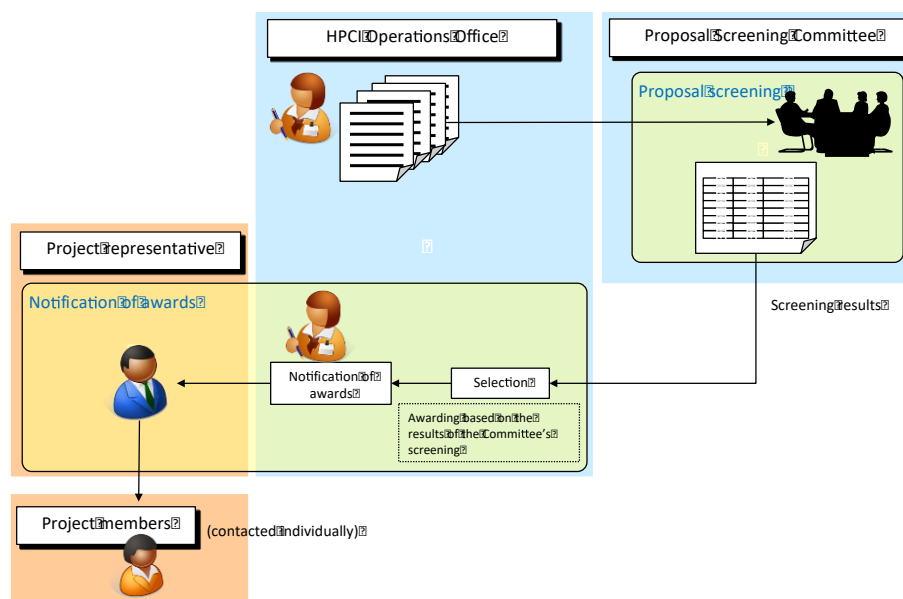 HPCI Operations Office
Proposal Screening Committee
Proposal screening
Project representative
Notification of awards
Screening results
Notification of
awards
Selection
Awarding based on the
results of the Committee's
screening
Project members
(contacted individually)